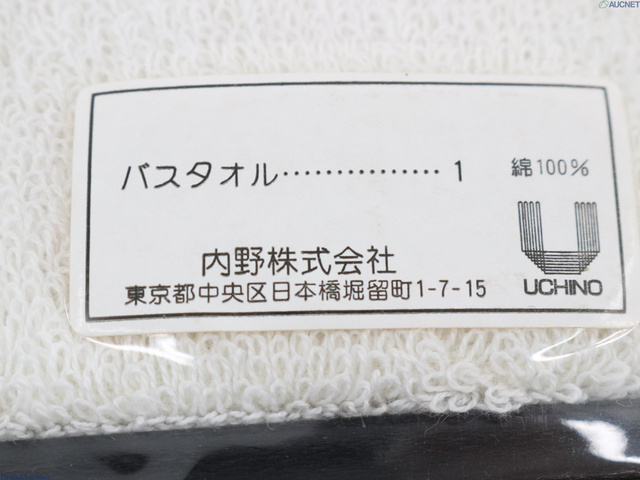 AUCNET
バスタオル…………… 1 綿100%
内野株式会社
東京都中央区日本橋堀留町1-7-15
UCHINO